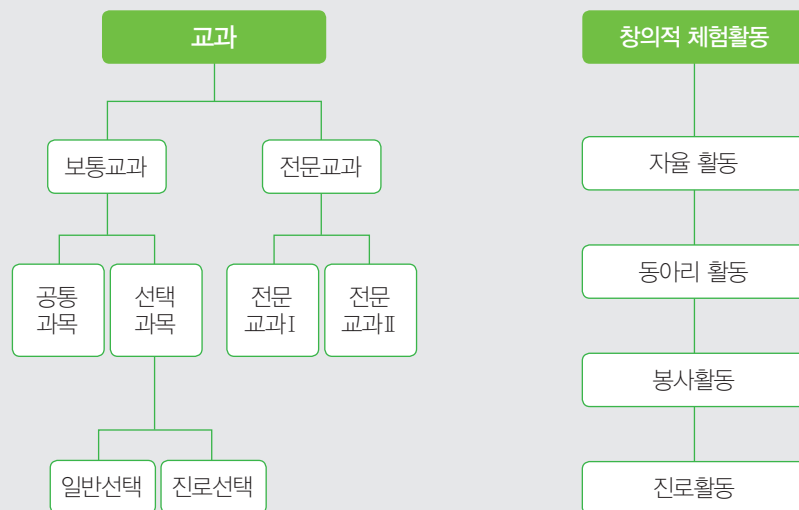 교과
보통교과
전문교과
공통
과목
선택
과목
전문
교과Ⅰ
전문
교과Ⅱ
일반선택
진로선택
창의적 체험활동
자율 활동
동아리 활동
봉사활동
진로활동